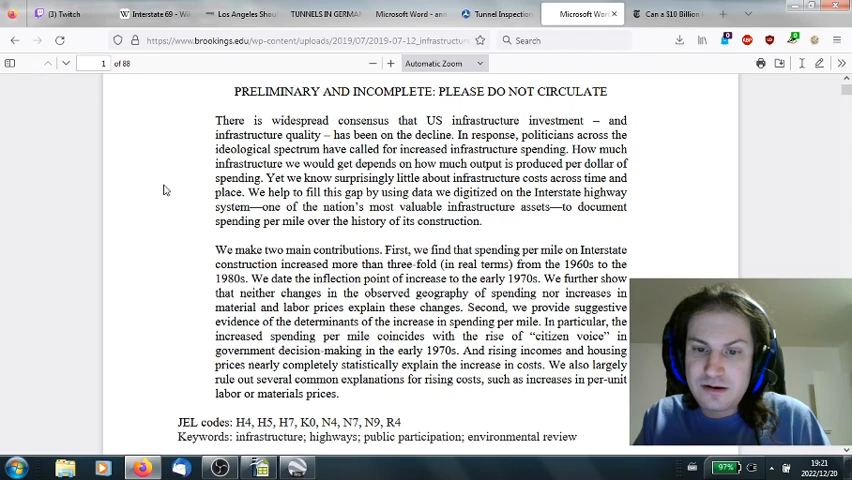 (3) Twitch
Interstate 69 - Wi
Los Angeles Shou
TUNNELS IN GERMAN
Microsoft Word - an
Tunnel Inspection
Microsoft Wor
Can a $10 Billion
https://www.brookings.edu/wp-content/uploads/2019/07/2019-07-12_infrastructure
Search
1 of 88
Automatic Zoom
PRELIMINARY AND INCOMPLETE: PLEASE DO NOT CIRCULATE
There is widespread consensus that US infrastructure investment – and
infrastructure quality – has been on the decline. In response, politicians across the
ideological spectrum have called for increased infrastructure spending. How much
infrastructure we would get depends on how much output is produced per dollar of
spending. Yet we know surprisingly little about infrastructure costs across time and
place. We help to fill this gap by using data we digitized on the Interstate highway
system—one of the nation's most valuable infrastructure assets—to document
spending per mile over the history of its construction.
We make two main contributions. First, we find that spending per mile on Interstate
construction increased more than three-fold (in real terms) from the 1960s to the
1980s. We date the inflection point of increase to the early 1970s. We further show
that neither changes in the observed geography of spending nor increases in
material and labor prices explain these changes. Second, we provide suggestive
evidence of the determinants of the increase in spending per mile. In particular, the
increased spending per mile coincides with the rise of “citizen voice” in
government decision-making in the early 1970s. And rising incomes and housing
prices nearly completely statistically explain the increase in costs. We also largely
rule out several common explanations for rising costs, such as increases in per-unit
labor or materials prices.
JEL codes: H4, H5, H7, K0, N4, N7, N9, R4
Keywords: infrastructure; highways; public participation; environmental review
97%
19:21
2022/12/20